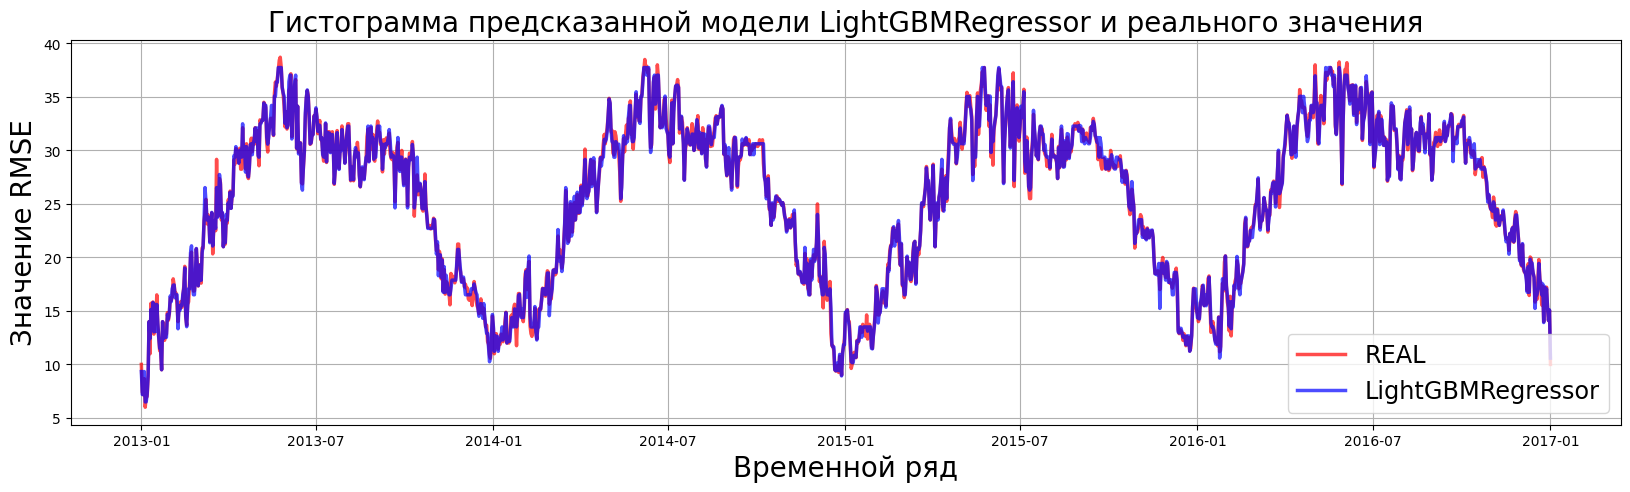 Гистограмма предсказанной модели LightGBMRegressor и реального значения
Значение RMSE
40
35
30
25
20
15
10
5
REAL
LightGBMRegressor
2013-01 2013-07 2014-01 2014-07 2015-01 2015-07 2016-01 2016-07 2017-01
Временной ряд